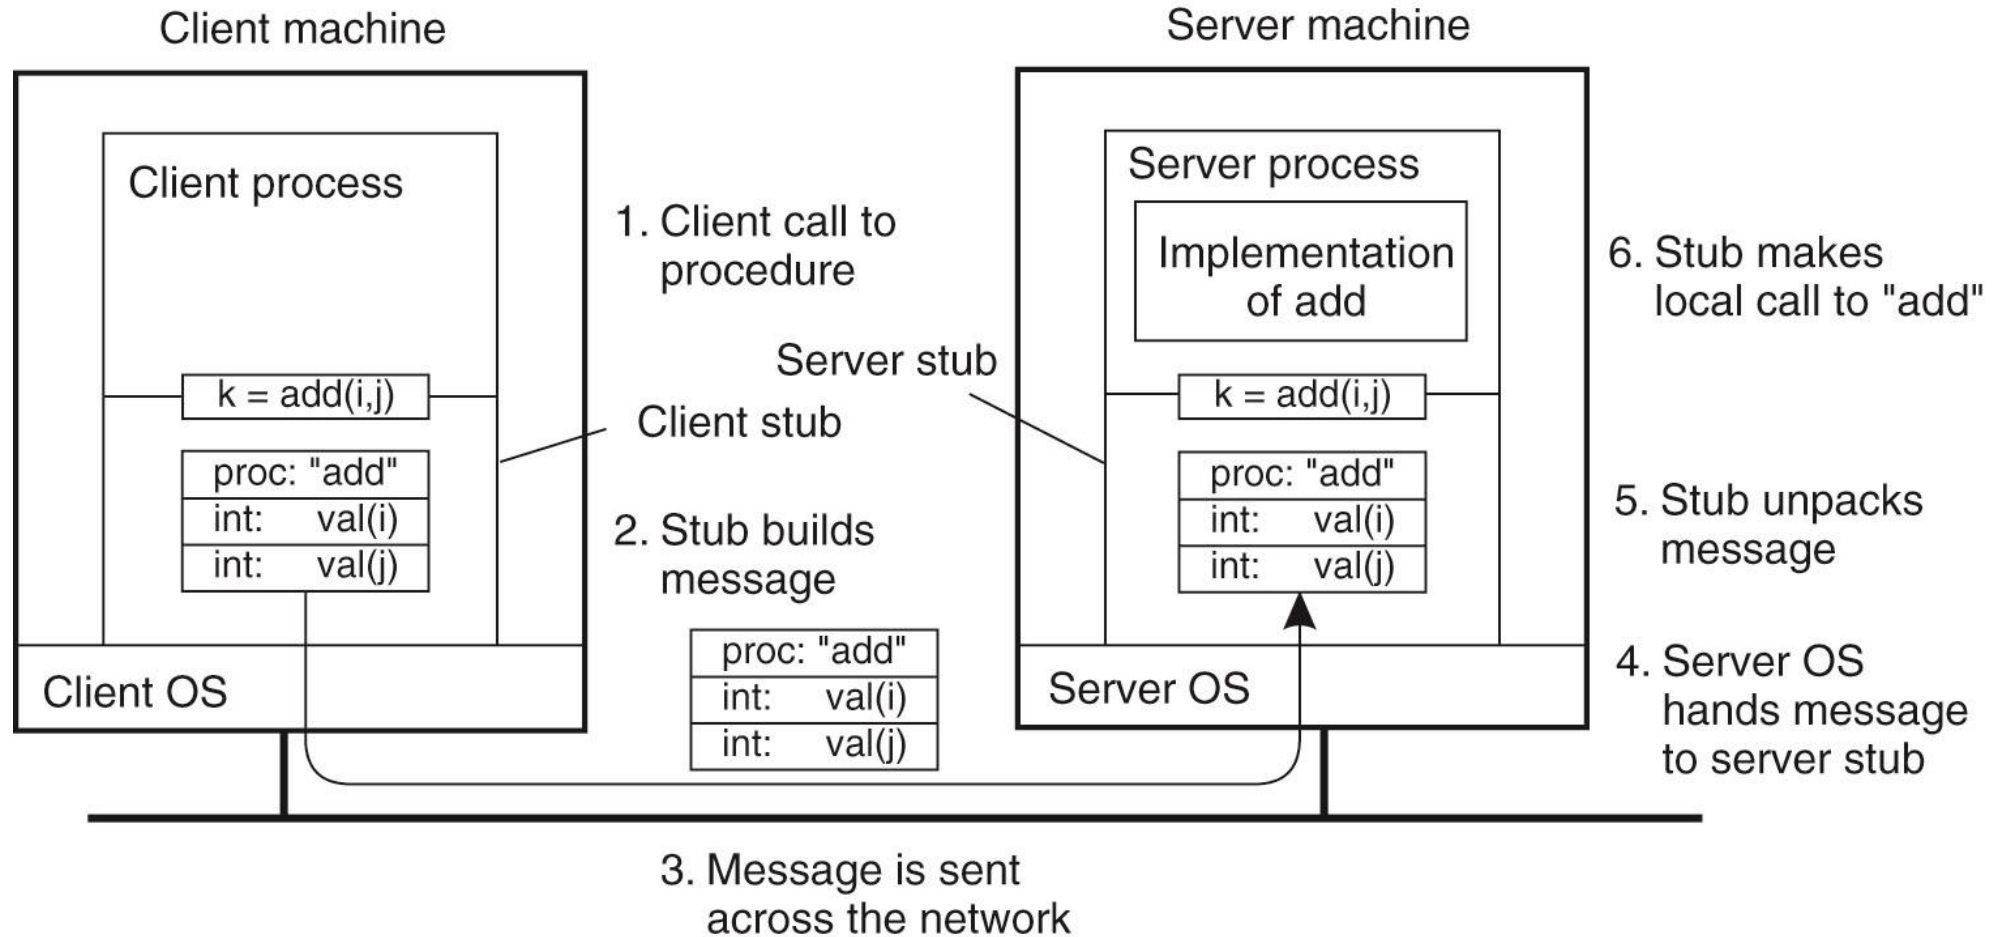 Client machine
Server machine
Client process
1. Client call to
procedure
k = add(i,j)
Client stub
proc: "add"
int: val(i)
int: val(j)
2. Stub builds
message
proc: "add"
int: val(i)
int: val(j)
Client OS
3. Message is sent
across the network
Server process
Implementation
of add
6. Stub makes
local call to "add"
Server stub
k = add(i,j)
proc: "add"
int: val(i)
int: val(j)
5. Stub unpacks
message
Server OS
4. Server OS
hands message
to server stub